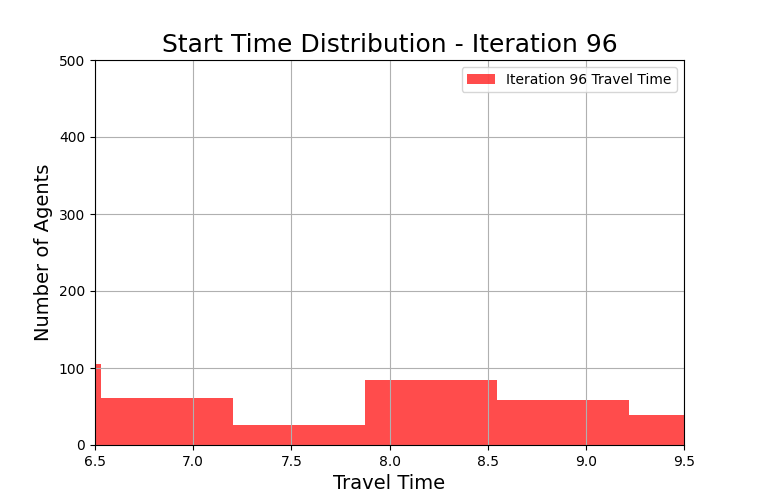 Start Time Distribution - Iteration 96
Iteration 96 Travel Time
Number of Agents
500
400
300
200
100
0
6.5 7.0 7.5 8.0 8.5 9.0 9.5
Travel Time